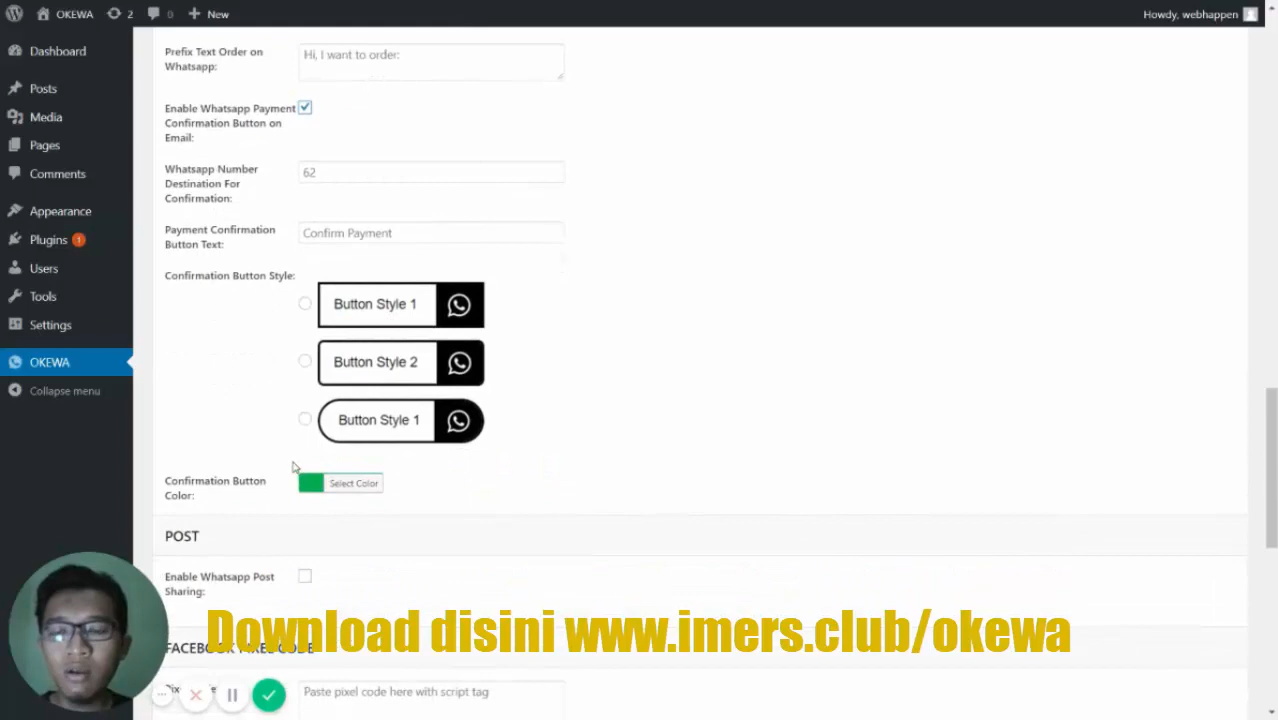 OKEWA 2 0 New Howdy, webhappen
Dashboard
Posts
Media
Pages
Comments
Appearance
Plugins 1
Users
Tools
Settings
OKEWA
Collapse menu
Prefix Text Order on
Whatsapp:
Hi, I want to order:
Enable Whatsapp Payment
Confirmation Button on
Email:
Whatsapp Number
Destination For
Confirmation:
62
Payment Confirmation
Button Text:
Confirm Payment
Confirmation Button Style:
Button Style 1
Button Style 2
Button Style 1
Confirmation Button
Color:
Select Color
POST
Enable Whatsapp Post
Sharing:
Download disini www.imers.club/okewa
FACEBOOK PIXEL CODE
Paste pixel code here with script tag